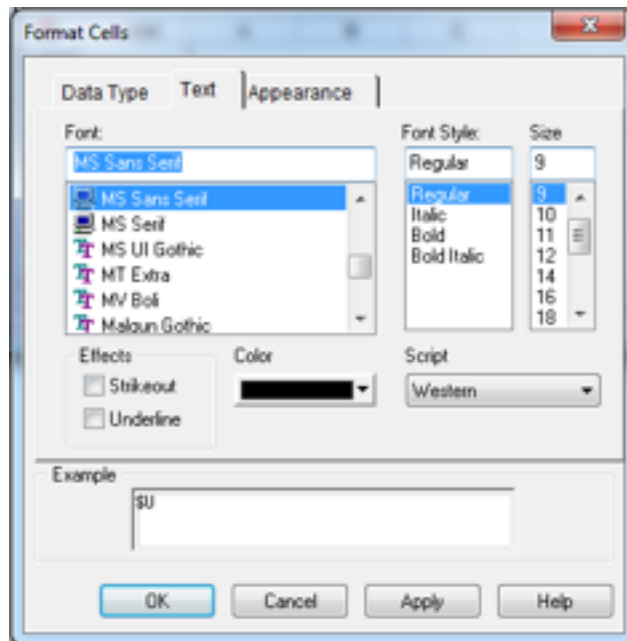 Format Cells
Data Type Text Appearance
Font: Font Style: Size
MS Sans Serif Regular 9
MS Sans Serif Regular 9
MS Serif Italic 10
MS UI Gothic Bold 11
MT Extra Bold Italic 12
MV Boli 14
Malgun Gothic 16
18
Effects Color Script
Strikeout Western
Underline
Example
$U
OK Cancel Apply Help